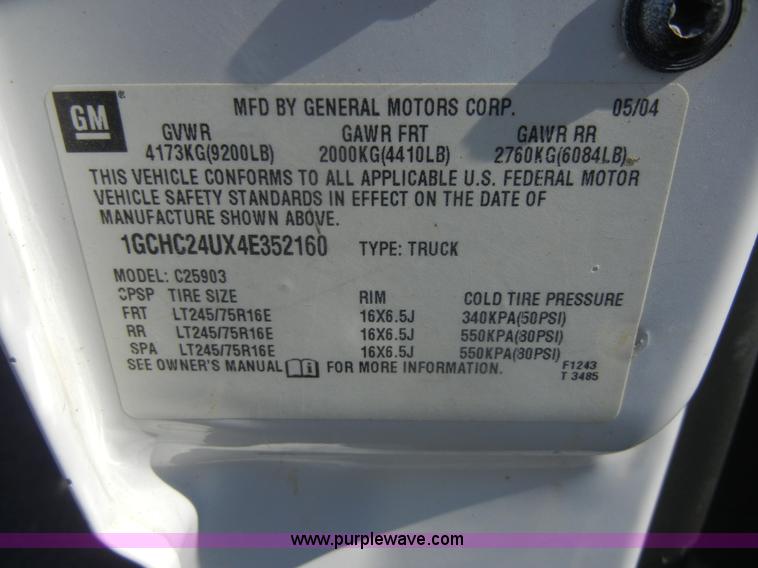 GM ®
MFD BY GENERAL MOTORS CORP. 05/04
GVWR GAWR FRT GAWR RR
4173KG(9200LB) 2000KG(4410LB) 2760KG(6084LB)
THIS VEHICLE CONFORMS TO ALL APPLICABLE U.S. FEDERAL MOTOR
VEHICLE SAFETY STANDARDS IN EFFECT ON THE DATE OF
MANUFACTURE SHOWN ABOVE.
1GCHC24UX4E352160 TYPE: TRUCK
MODEL: C25903
CPSP TIRE SIZE RIM COLD TIRE PRESSURE
FRT LT245/75R16E 16X6.5J 340KPA(50PSI)
RR LT245/75R16E 16X6.5J 550KPA(80PSI)
SPA LT245/75R16E 16X6.5J 550KPA(80PSI)
SEE OWNER'S MANUAL FOR MORE INFORMATION.
F1243
T 3485
www.purplewave.com